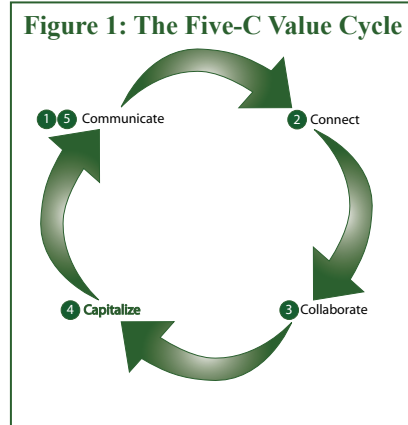 Figure 1: The Five-C Value Cycle
1 5 Communicate
2 Connect
4 Capitalize
3 Collaborate